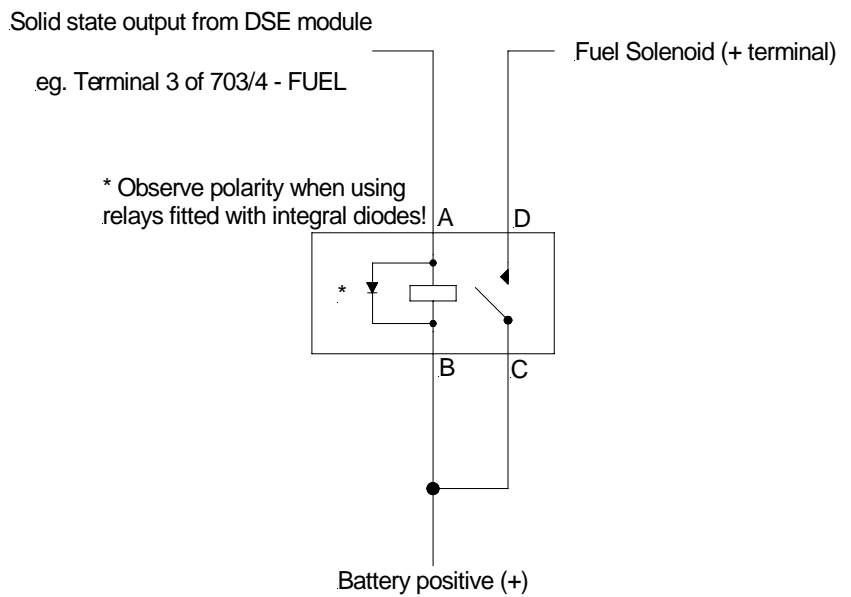 Solid state output from DSE module
Fuel Solenoid (+ terminal)
eg. Terminal 3 of 703/4 - FUEL
* Observe polarity when using
relays fitted with integral diodes!
A
D
*
B
C
Battery positive (+)